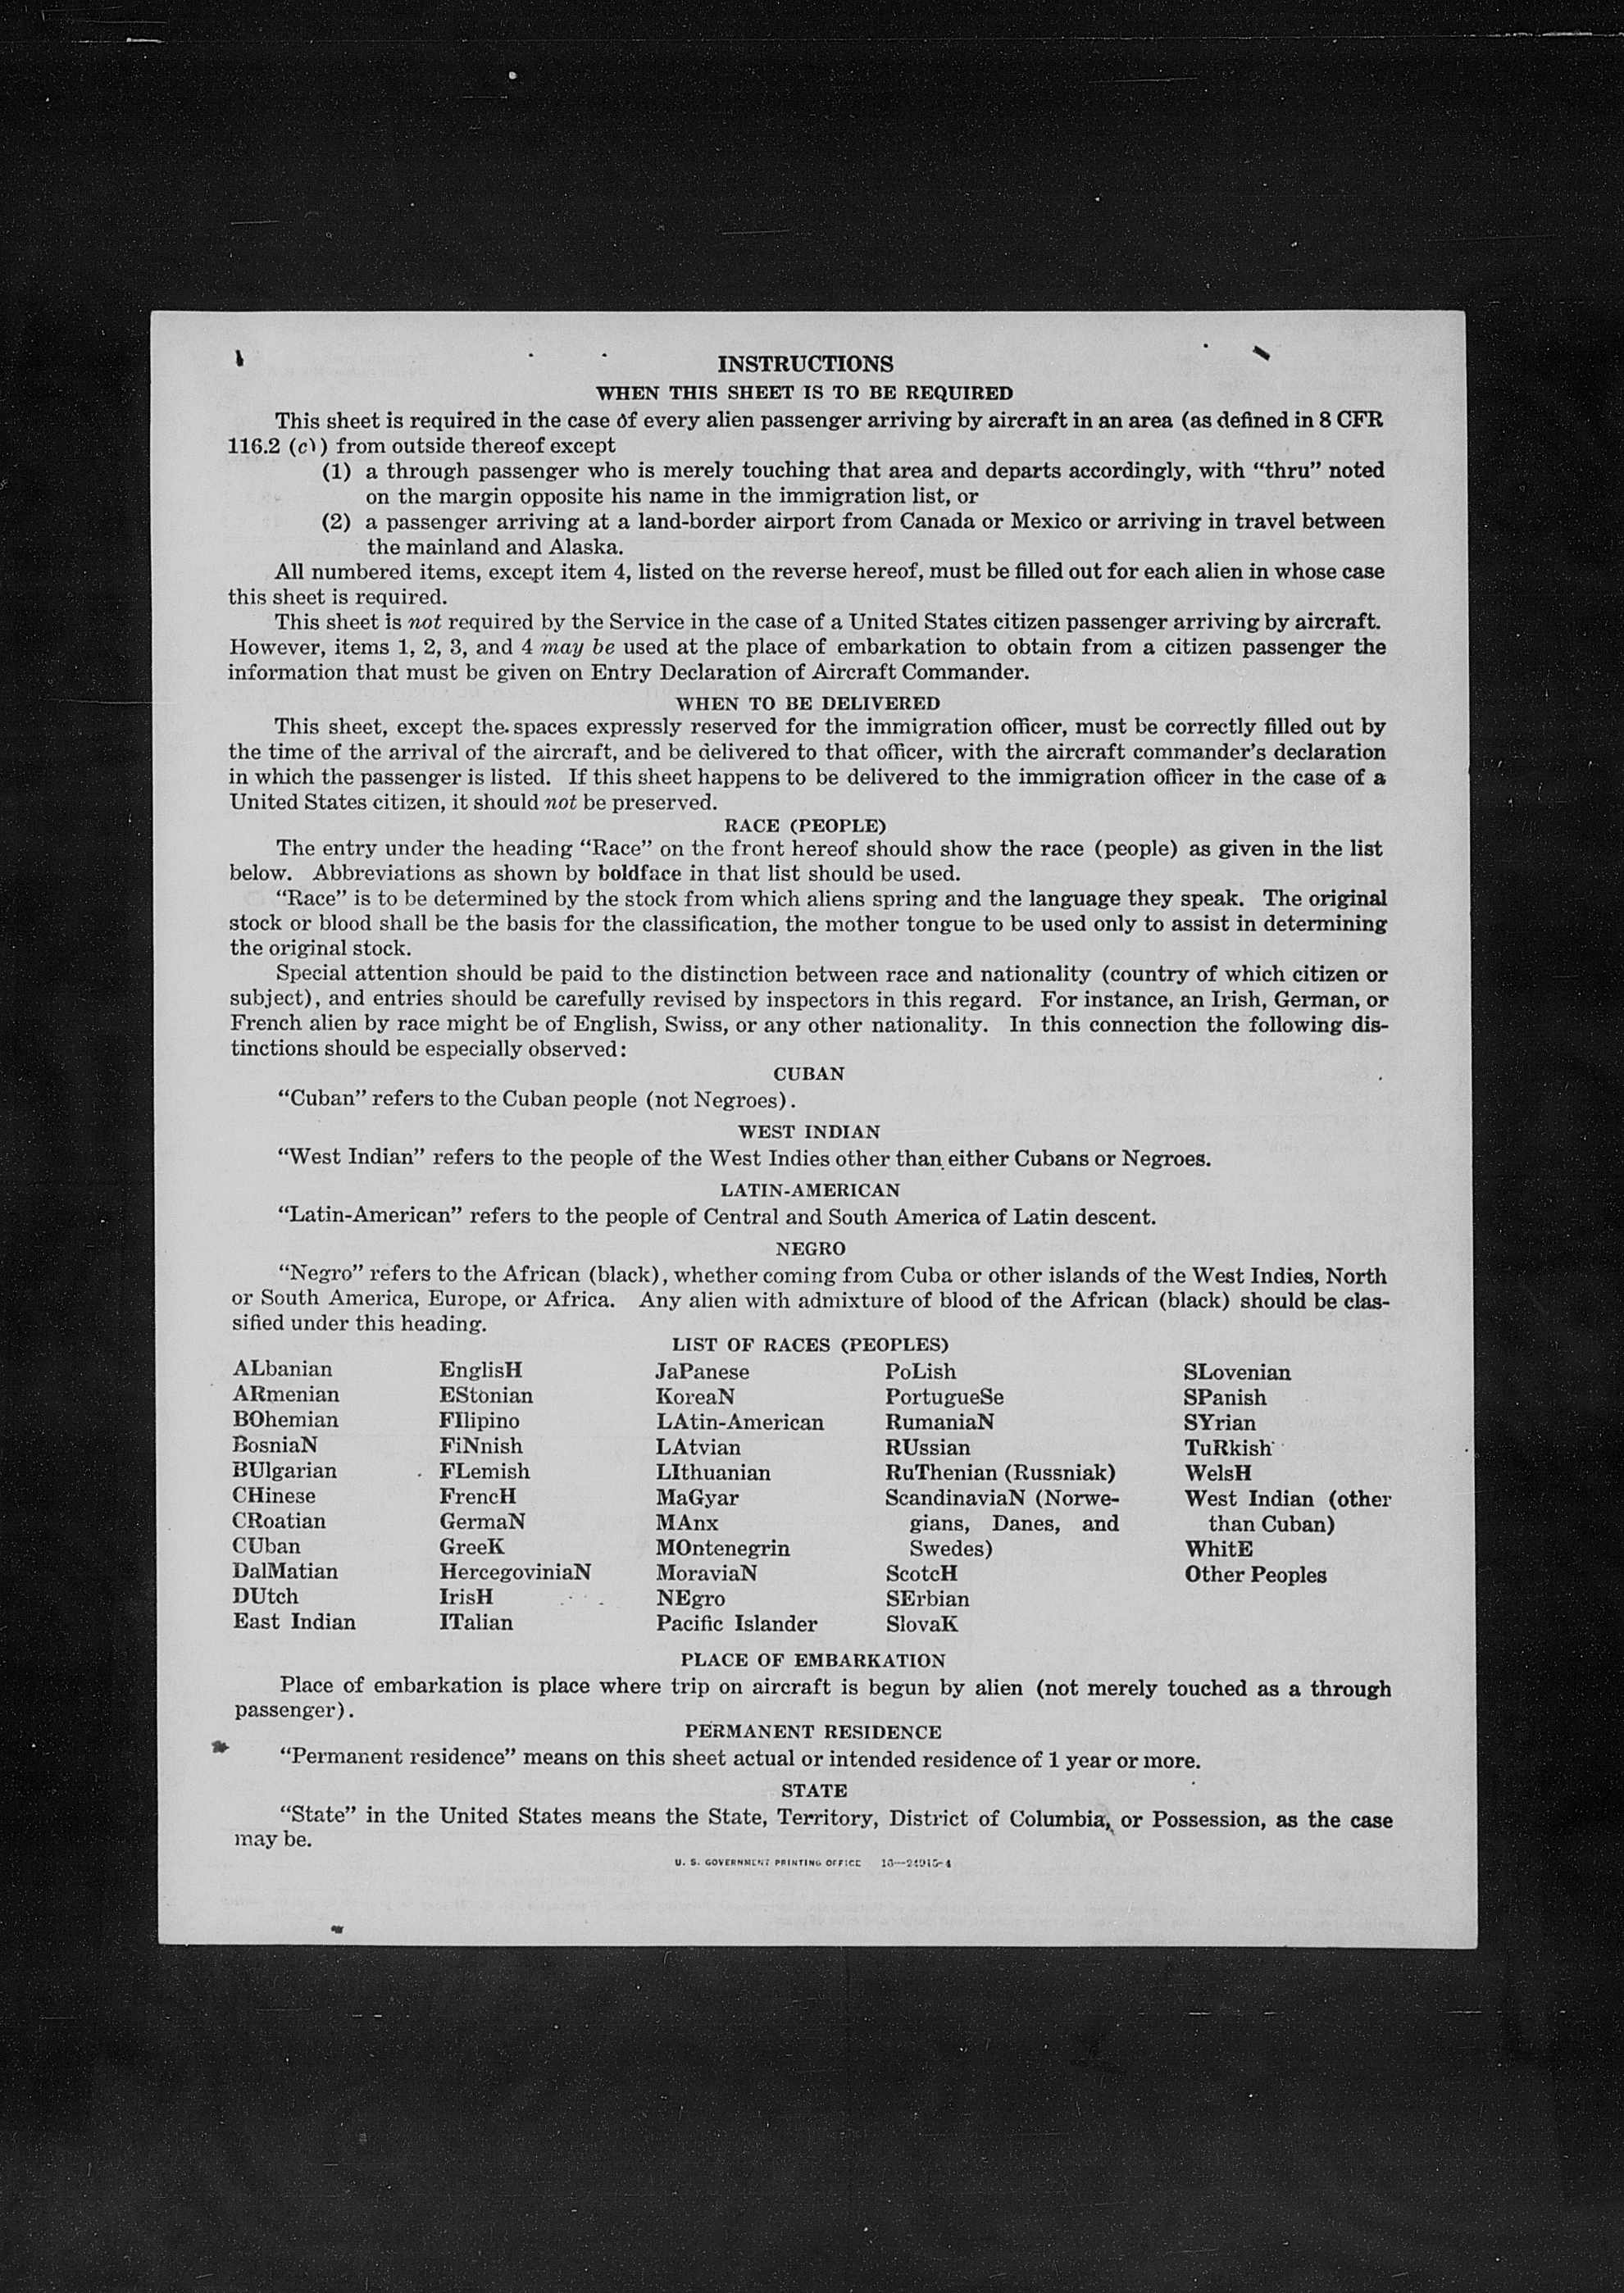 INSTRUCTIONS
WHEN THIS SHEET IS TO BE REQUIRED
This sheet is required in the case of every alien passenger arriving by aircraft in an area (as defined in 8 CFR
116.2 (c)) from outside thereof except
(1) a through passenger who is merely touching that area and departs accordingly, with “thru” noted
on the margin opposite his name in the immigration list, or
(2) a passenger arriving at a land-border airport from Canada or Mexico or arriving in travel between
the mainland and Alaska.
All numbered items, except item 4, listed on the reverse hereof, must be filled out for each alien in whose case
this sheet is required.
This sheet is not required by the Service in the case of a United States citizen passenger arriving by aircraft.
However, items 1, 2, 3, and 4 may be used at the place of embarkation to obtain from a citizen passenger the
information that must be given on Entry Declaration of Aircraft Commander.
WHEN TO BE DELIVERED
This sheet, except the spaces expressly reserved for the immigration officer, must be correctly filled out by
the time of the arrival of the aircraft, and be delivered to that officer, with the aircraft commander’s declaration
in which the passenger is listed. If this sheet happens to be delivered to the immigration officer in the case of a
United States citizen, it should not be preserved.
RACE (PEOPLE)
The entry under the heading “Race” on the front hereof should show the race (people) as given in the list
below. Abbreviations as shown by boldface in that list should be used.
“Race” is to be determined by the stock from which aliens spring and the language they speak. The original
stock or blood shall be the basis for the classification, the mother tongue to be used only to assist in determining
the original stock.
Special attention should be paid to the distinction between race and nationality (country of which citizen or
subject), and entries should be carefully revised by inspectors in this regard. For instance, an Irish, German, or
French alien by race might be of English, Swiss, or any other nationality. In this connection the following dis-
tinctions should be especially observed:
CUBAN
“Cuban” refers to the Cuban people (not Negroes).
WEST INDIAN
“West Indian” refers to the people of the West Indies other than either Cubans or Negroes.
LATIN-AMERICAN
“Latin-American” refers to the people of Central and South America of Latin descent.
NEGRO
“Negro” refers to the African (black), whether coming from Cuba or other islands of the West Indies, North
or South America, Europe, or Africa. Any alien with admixture of blood of the African (black) should be clas-
sified under this heading.
LIST OF RACES (PEOPLES)
ALbanian
ARmenian
BOhemian
BosniaN
BUlgarian
CHinese
CRoatian
CUban
DalMatian
DUtch
East Indian
EnglisH
EStonian
FIlipino
FiNnish
FLemish
FrencH
GermaN
GreeK
HercegoviniaN
IrisH
ITalian
JaPanese
KoreaN
LAtin-American
LAtvian
LIthuanian
MaGyar
MAnx
MOntenegrin
MoraviaN
NEgro
Pacific Islander
PoLish
PortugueSe
RumaniaN
RUssian
RuThenian (Russniak)
ScandinaviaN (Norwe-
gians, Danes, and
Swedes)
ScotcH
SErbian
SlovaK
SLovenian
SPanish
SYrian
TuRkish
WelsH
West Indian (other
than Cuban)
WhitE
Other Peoples
PLACE OF EMBARKATION
Place of embarkation is place where trip on aircraft is begun by alien (not merely touched as a through
passenger).
PERMANENT RESIDENCE
“Permanent residence” means on this sheet actual or intended residence of 1 year or more.
STATE
“State” in the United States means the State, Territory, District of Columbia, or Possession, as the case
may be.
U. S. GOVERNMENT PRINTING OFFICE 16—24915-4